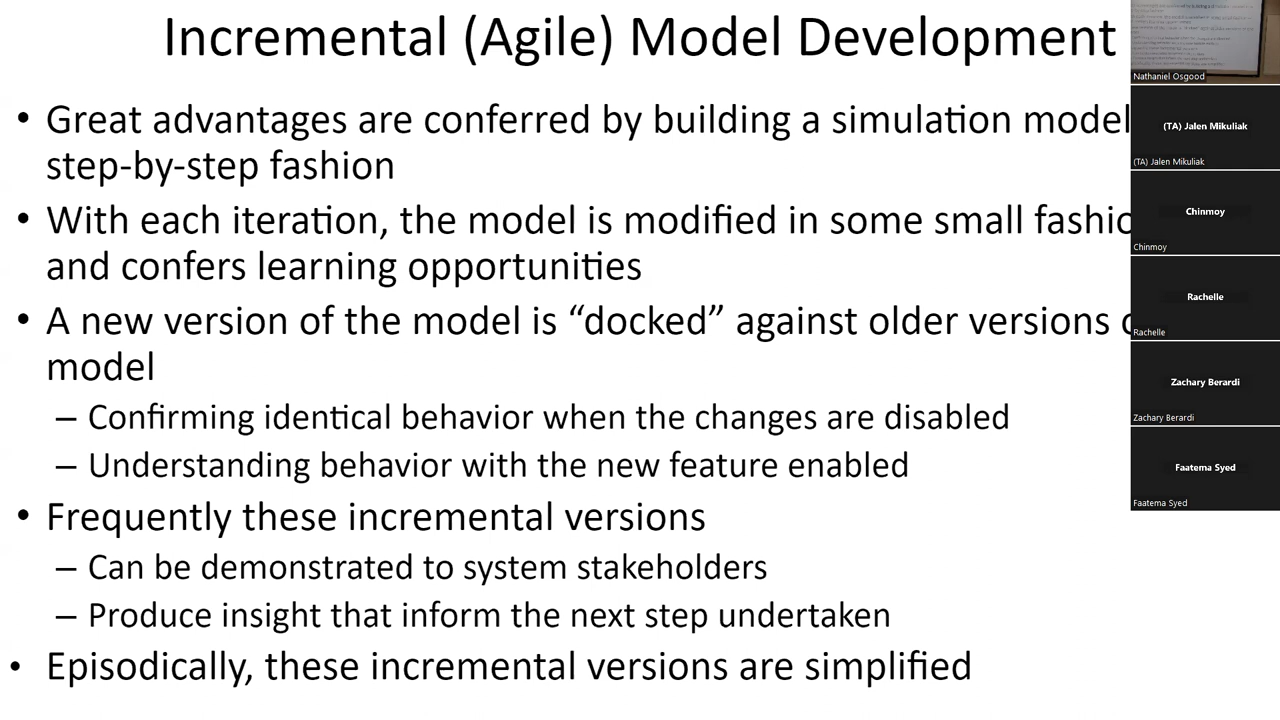 Incremental (Agile) Model Development
• Great advantages are conferred by building a simulation model
step-by-step fashion
• With each iteration, the model is modified in some small fashio
and confers learning opportunities
• A new version of the model is “docked” against older versions
model
– Confirming identical behavior when the changes are disabled
– Understanding behavior with the new feature enabled
• Frequently these incremental versions
– Can be demonstrated to system stakeholders
– Produce insight that inform the next step undertaken
• Episodically, these incremental versions are simplified
Nathaniel Osgood
(TA) Jalen Mikuliak
(TA) Jalen Mikuliak
Chinmoy
Chinmoy
Rachelle
Rachelle
Zachary Berardi
Zachary Berardi
Faatema Syed
Faatema Syed